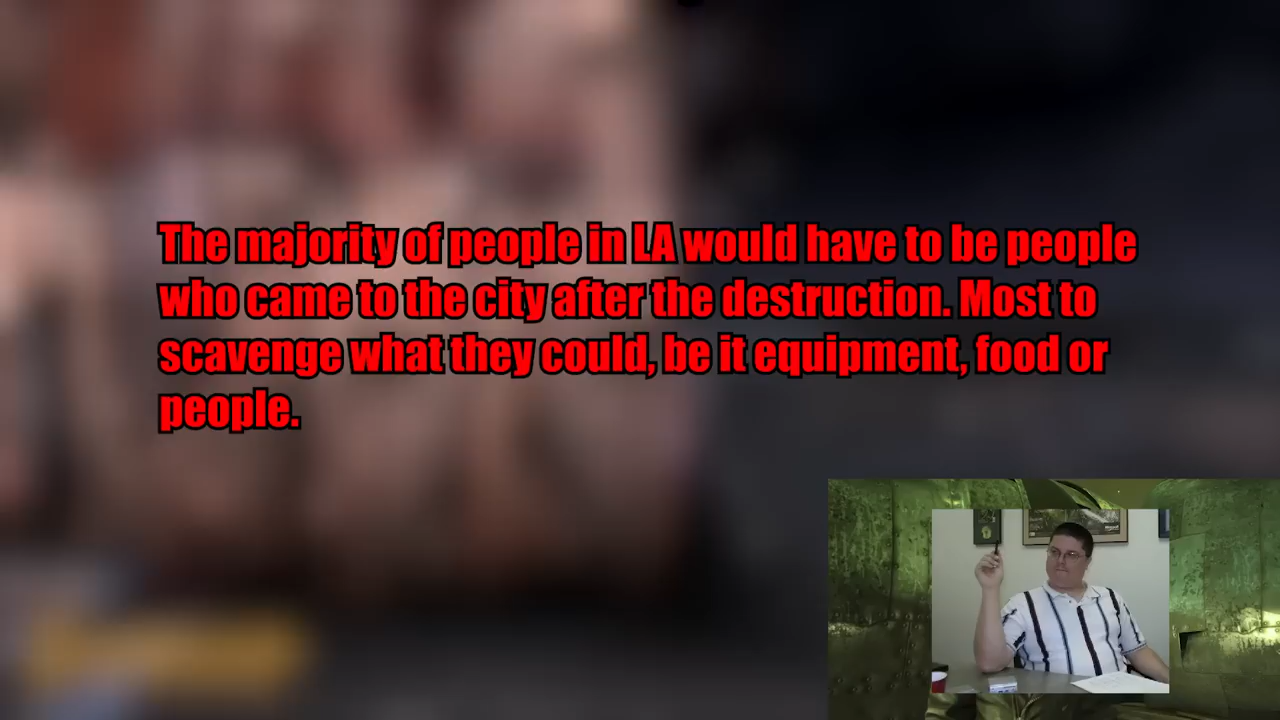 The majority of people in LA would have to be people
who came to the city after the destruction. Most to
scavenge what they could, be it equipment, food or
people.